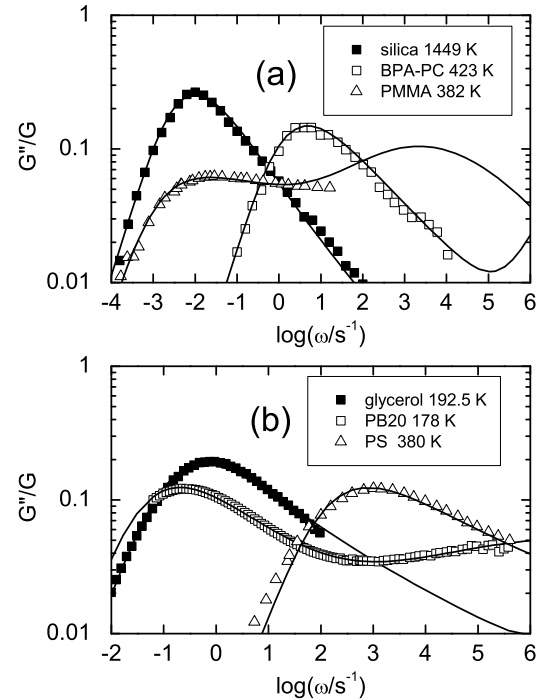 1
(a)
silica 1449 K
BPA-PC 423 K
PMMA 382 K
G"/G
0.1
0.01
-4 -3 -2 -1 0 1 2 3 4 5 6
log(ω/s⁻¹)
1
(b)
glycerol 192.5 K
PB20 178 K
PS 380 K
G"/G
0.1
0.01
-2 -1 0 1 2 3 4 5 6
log(ω/s⁻¹)